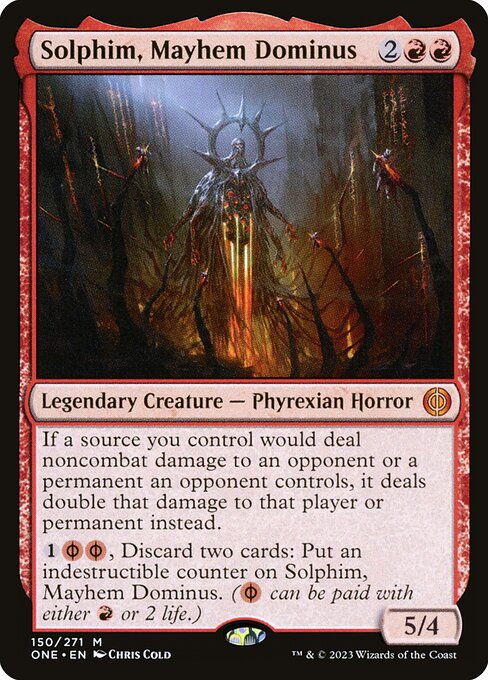 Solphim, Mayhem Dominus 2
Legendary Creature — Phyrexian Horror
If a source you control would deal
noncombat damage to an opponent or a
permanent an opponent controls, it deals
double that damage to that player or
permanent instead.
1, Discard two cards: Put an
indestructible counter on Solphim,
Mayhem Dominus. ( can be paid with
either or 2 life.)
5/4
150/271 M
ONE • EN Chris Cold
™ & © 2023 Wizards of the Coast